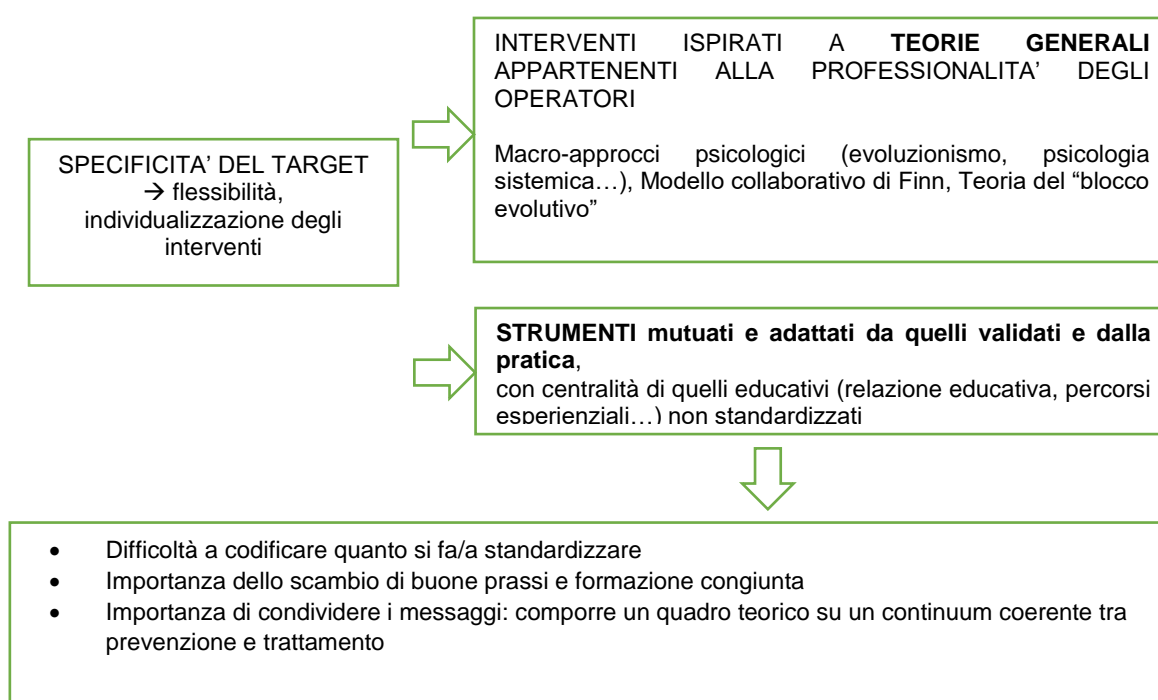 SPECIFICITA’ DEL TARGET
→ flessibilità,
individualizzazione degli
interventi
INTERVENTI ISPIRATI A TEORIE GENERALI
APPARTENENTI ALLA PROFESSIONALITA’ DEGLI
OPERATORI
Macro-approcci psicologici (evoluzionismo, psicologia
sistemica…), Modello collaborativo di Finn, Teoria del “blocco
evolutivo”
STRUMENTI mutuati e adattati da quelli validati e dalla
pratica,
con centralità di quelli educativi (relazione educativa, percorsi
esperienziali…) non standardizzati
• Difficoltà a codificare quanto si fa/a standardizzare
• Importanza dello scambio di buone prassi e formazione congiunta
• Importanza di condividere i messaggi: comporre un quadro teorico su un continuum coerente tra
prevenzione e trattamento